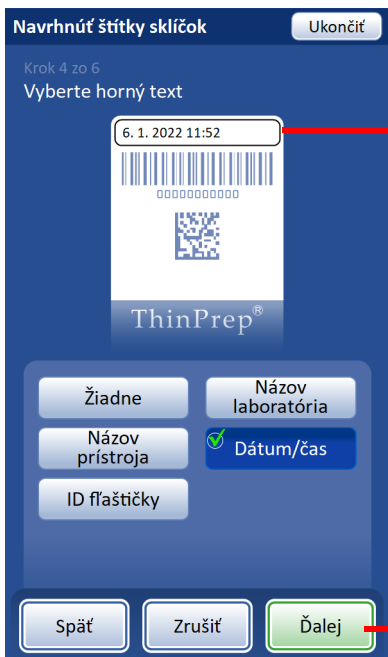 Navrhnúť štítky sklíčok
Ukončiť
Krok 4 zo 6
Vyberte horný text
6. 1. 2022 11:52
▯▯▯▯▯▯▯▯▯▯▯
ThinPrep®
Žiadne
Názov
laboratória
Názov
prístroja
Dátum/čas
ID fľaštičky
Späť
Zrušiť
Ďalej